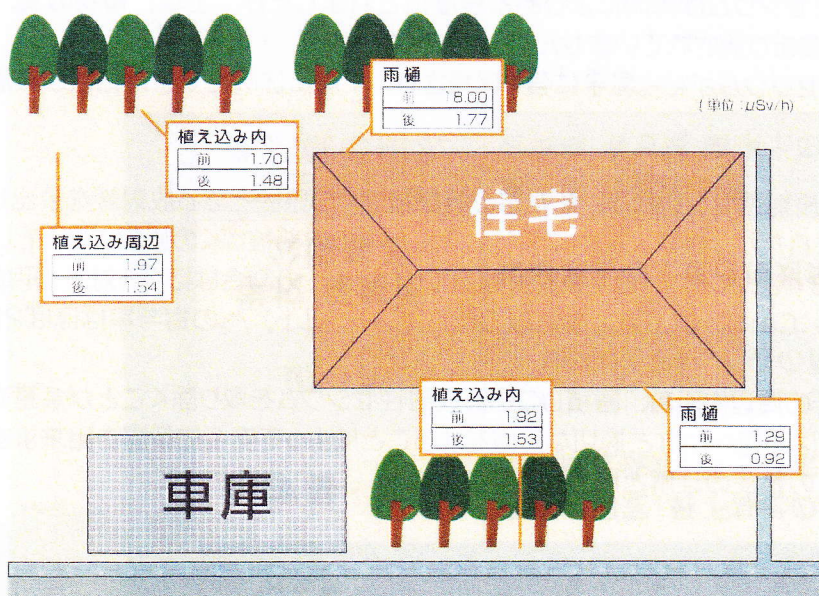 雨樋
前 18.00
後 1.77
(単位:μSv/h)
植え込み内
前 1.70
後 1.48
住宅
植え込み周辺
前 1.97
後 1.54
植え込み内
前 1.92
後 1.53
雨樋
前 1.29
後 0.92
車庫